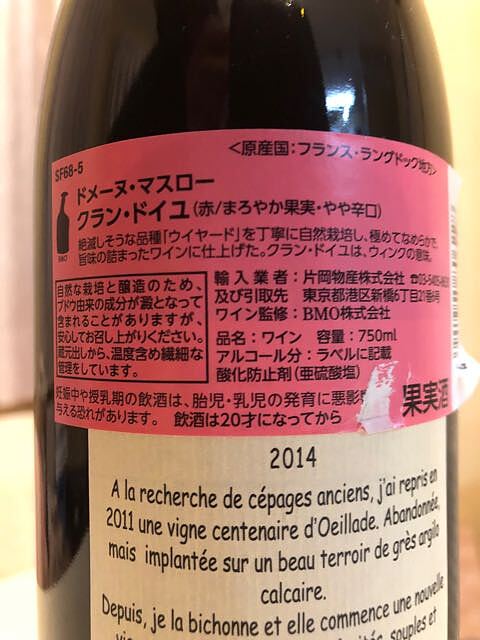 SF68-5
<原産国:フランス・ラングドック地方>
ドメーヌ・マスロー
クラン・ドイユ(赤/まろやか果実・やや辛口)
絶滅しそうな品種「ウイヤード」を丁寧に自然栽培し、極めてなめらかで、
旨味の詰まったワインに仕上げた。クラン・ドイユは、ウィンクの意味。
BMO
自然な栽培と醸造のため、
ブドウ由来の成分が澱となって
含まれることがありますが、
安心してお召し上がりください。
蔵元出しから、温度含め繊細な
管理をしています。
輸入業者:片岡物産株式会社
及び引取先 東京都港区新橋6丁目21番6号
ワイン監修:BMO株式会社
品名:ワイン 容量:750ml
アルコール分:ラベルに記載
酸化防止剤(亜硫酸塩)
妊娠中や授乳期の飲酒は、胎児・乳児の発育に悪影
与える恐れがあります。 飲酒は20才になってから
果実酒
2014
A la recherche de cépages anciens, j'ai repris en
2011 une vigne centenaire d'Oeillade. Abandonnée,
mais implantée sur un beau terroir de grès argilo
calcaire.
Depuis, je la bichonne et elle commence une nouvelle
souples et